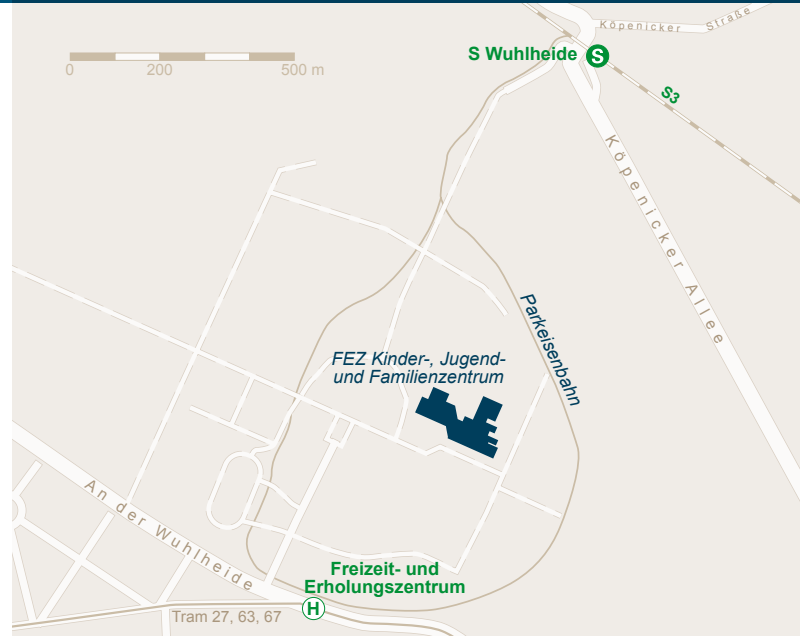 Köpenicker Straße
S Wuhlheide
S
0 200 500 m
S3
Köpenicker Allee
Parkeisenbahn
FEZ Kinder-, Jugend-
und Familienzentrum
An der Wuhlheide
Freizeit- und
Erholungszentrum
H
Tram 27, 63, 67